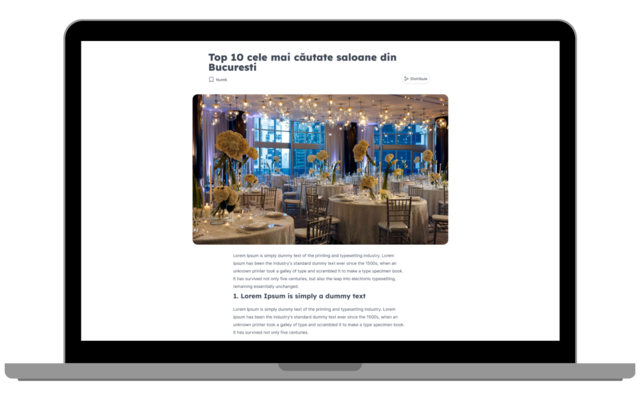 Top 10 cele mai căutate saloane din
Bucuresti
Nuntă
Distribuie
Lorem Ipsum is simply dummy text of the printing and typesetting industry. Lorem
Ipsum has been the industry's standard dummy text ever since the 1500s, when an
unknown printer took a galley of type and scrambled it to make a type specimen book.
It has survived not only five centuries, but also the leap into electronic typesetting,
remaining essentially unchanged.
1. Lorem Ipsum is simply a dummy text
Lorem Ipsum is simply dummy text of the printing and typesetting industry. Lorem
Ipsum has been the industry's standard dummy text ever since the 1500s, when an
unknown printer took a galley of type and scrambled it to make a type specimen book.
It has survived not only five centuries.